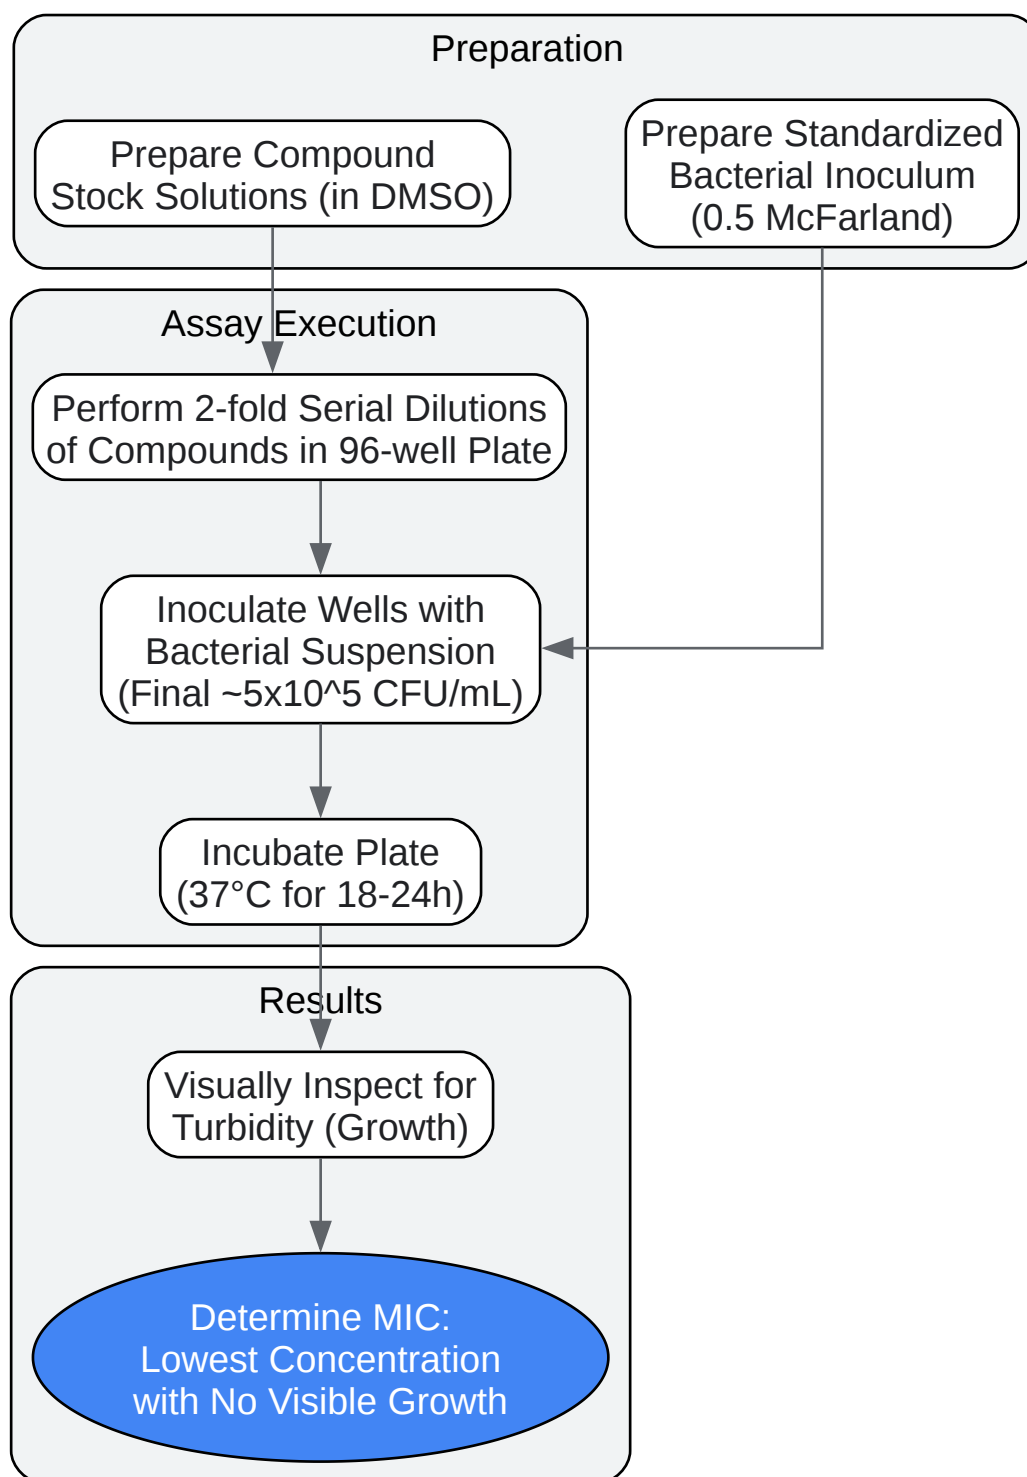 Preparation
Prepare Compound
Stock Solutions (in DMSO)
Prepare Standardized
Bacterial Inoculum
(0.5 McFarland)
Assay Execution
Perform 2-fold Serial Dilutions
of Compounds in 96-well Plate
Inoculate Wells with
Bacterial Suspension
(Final ~5x10^5 CFU/mL)
Incubate Plate
(37°C for 18-24h)
Results
Visually Inspect for
Turbidity (Growth)
Determine MIC:
Lowest Concentration
with No Visible Growth